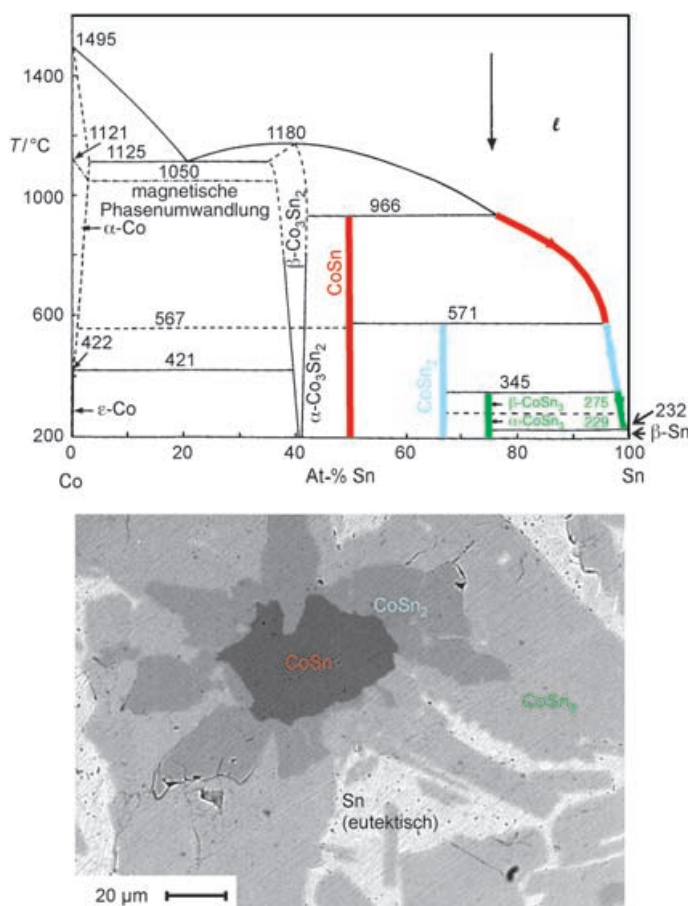 1495
1400
T/°C
1121
1125
1180
1050
1000
magnetische
Phasenumwandlung
α-Co
β-Co₃Sn₂
966
CoSn
600
567
571
422
421
α-Co₃Sn₂
CoSn₂
345
β-CoSn₃ 275
α-CoSn₃ 229
232
β-Sn
ε-Co
200
0 20 40 60 80 100
Co At-% Sn Sn
ℓ
CoSn₂
CoSn
CoSn₃
Sn
(eutektisch)
20 μm